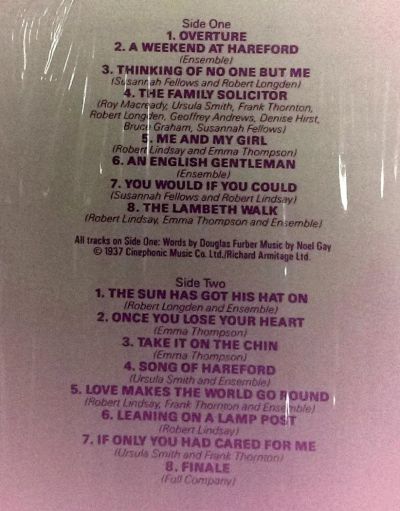 Side One
1. OVERTURE
2. A WEEKEND AT HAREFORD
(Ensemble)
3. THINKING OF NO ONE BUT ME
(Susannah Fellows and Robert Longden)
4. THE FAMILY SOLICITOR
(Roy Macready, Ursula Smith, Frank Thornton,
Robert Longden, Geoffrey Andrews, Denise Hirst,
Bruce Graham, Susannah Fellows)
5. ME AND MY GIRL
(Robert Lindsay and Emma Thompson)
6. AN ENGLISH GENTLEMAN
(Ensemble)
7. YOU WOULD IF YOU COULD
(Susannah Fellows and Robert Lindsay)
8. THE LAMBETH WALK
(Robert Lindsay, Emma Thompson and Ensemble)
All tracks on Side One: Words by Douglas Furber Music by Noel Gay
© 1937 Cinephonic Music Co. Ltd./Richard Armitage Ltd.
Side Two
1. THE SUN HAS GOT HIS HAT ON
(Robert Longden and Ensemble)
2. ONCE YOU LOSE YOUR HEART
(Emma Thompson)
3. TAKE IT ON THE CHIN
(Emma Thompson)
4. SONG OF HAREFORD
(Ursula Smith and Ensemble)
5. LOVE MAKES THE WORLD GO ROUND
(Robert Lindsay, Frank Thornton and Ensemble)
6. LEANING ON A LAMP POST
(Robert Lindsay)
7. IF ONLY YOU HAD CARED FOR ME
(Ursula Smith and Frank Thornton)
8. FINALE
(Full Company)